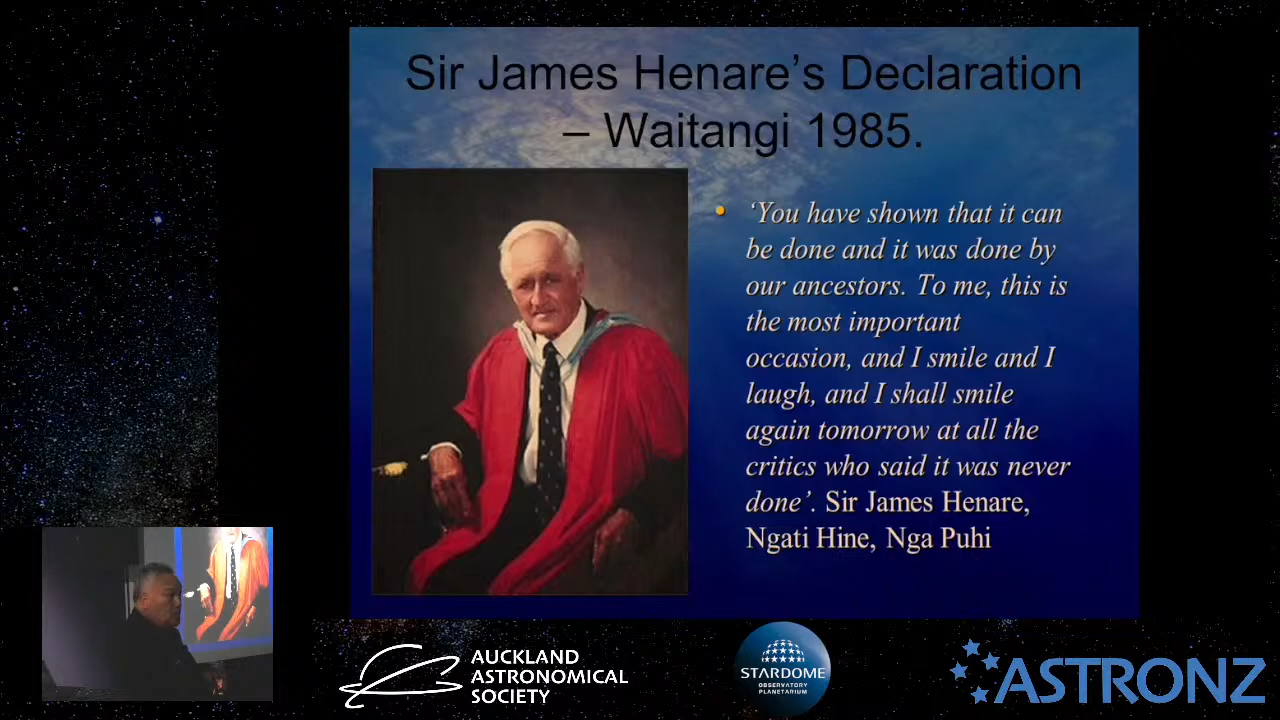 Sir James Henare’s Declaration
– Waitangi 1985.
• ‘You have shown that it can
be done and it was done by
our ancestors. To me, this is
the most important
occasion, and I smile and I
laugh, and I shall smile
again tomorrow at all the
critics who said it was never
done’. Sir James Henare,
Ngati Hine, Nga Puhi
AUCKLAND
ASTRONOMICAL
SOCIETY
STARDOME
OBSERVATORY
PLANETARIUM
ASTRONZ